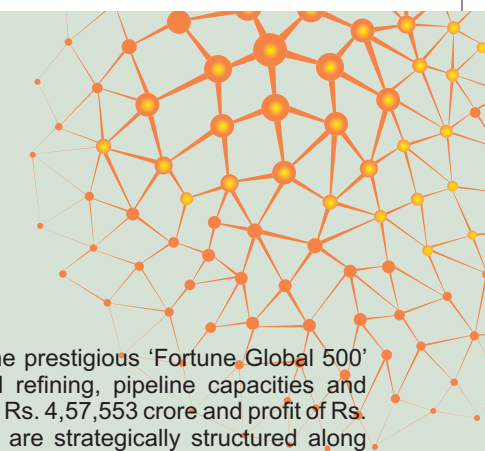 prestigious ‘Fortune Global 500’
refining, pipeline capacities and
Rs. 4,57,553 crore and profit of Rs.
are strategically structured along